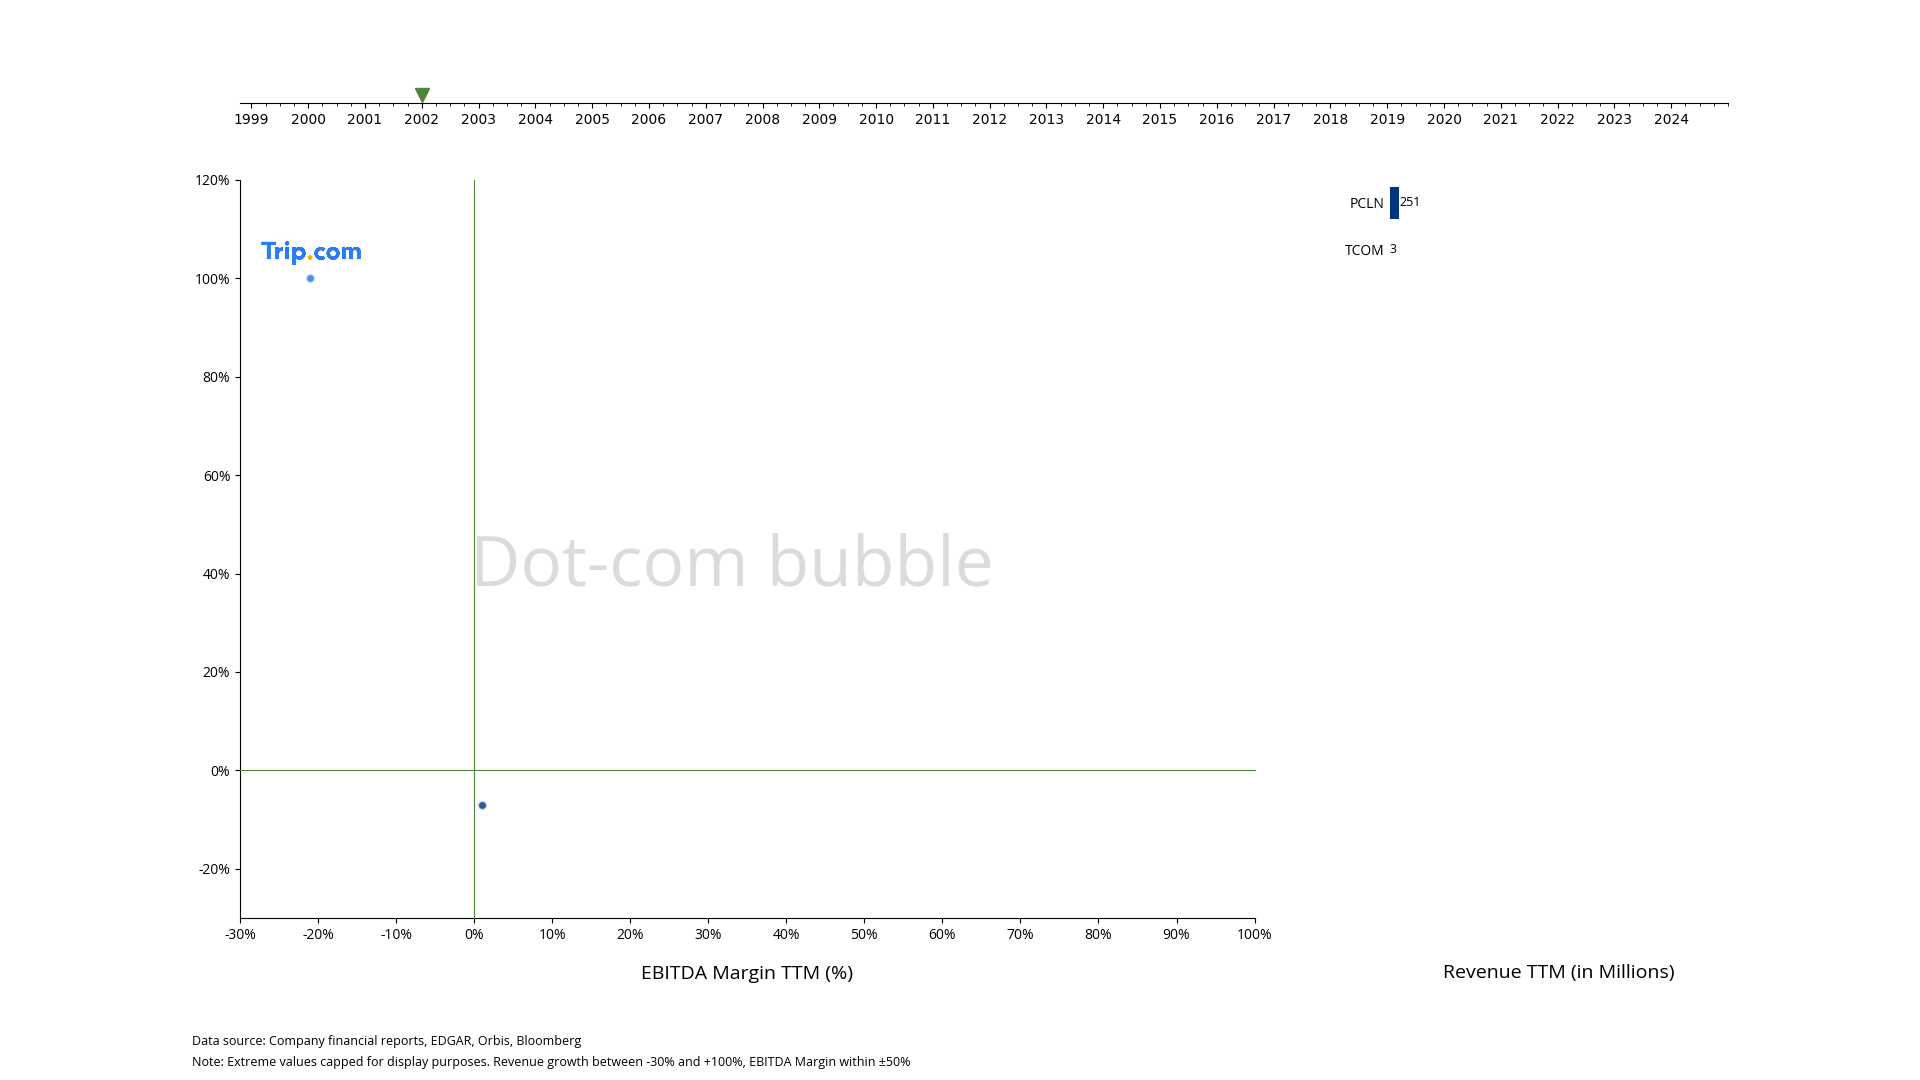 1999 2000 2001 2002 2003 2004 2005 2006 2007 2008 2009 2010 2011 2012 2013 2014 2015 2016 2017 2018 2019 2020 2021 2022 2023 2024
120%
100%
80%
60%
40%
20%
0%
-20%
Trip.com
Dot-com bubble
-30% -20% -10% 0% 10% 20% 30% 40% 50% 60% 70% 80% 90% 100%
EBITDA Margin TTM (%)
PCLN 251
TCOM 3
Revenue TTM (in Millions)
Data source: Company financial reports, EDGAR, Orbis, Bloomberg
Note: Extreme values capped for display purposes. Revenue growth between -30% and +100%, EBITDA Margin within ±50%